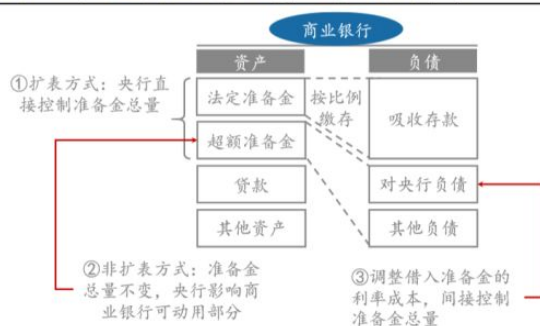 商业银行
资产
负债
①扩表方式：央行直
接控制准备金总量
法定准备金
按比例
缴存
吸收存款
超额准备金
贷款
对央行负债
其他资产
其他负债
②非扩表方式：准备金
总量不变，央行影响商
业银行可动用部分
③调整借入准备金的
利率成本，间接控制
准备金总量